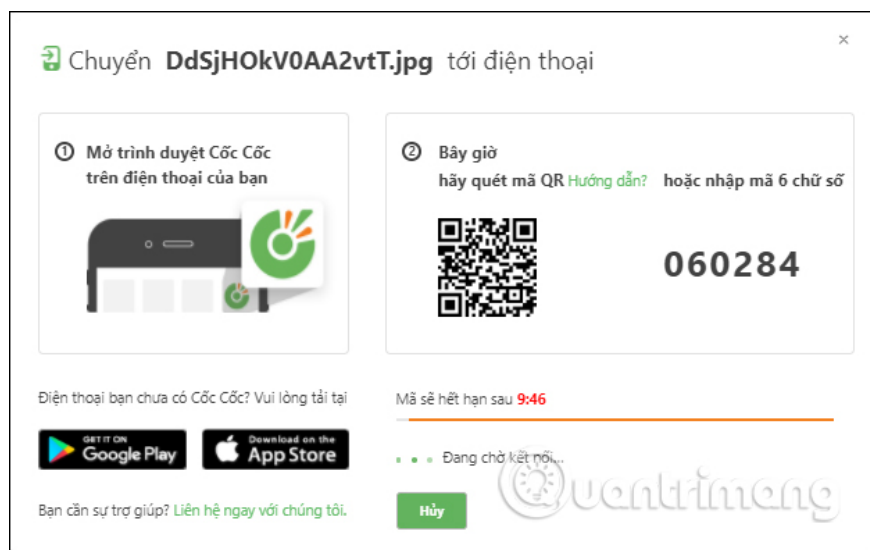 Chuyển DdSjHOkV0AA2vtT.jpg tới điện thoại
×
1 Mở trình duyệt Cốc Cốc
trên điện thoại của bạn
2 Bây giờ
hãy quét mã QR Hướng dẫn? hoặc nhập mã 6 chữ số
060284
Điện thoại bạn chưa có Cốc Cốc? Vui lòng tải tại
GET IT ON
Google Play
Download on the
App Store
Bạn cần sự trợ giúp? Liên hệ ngay với chúng tôi.
Mã sẽ hết hạn sau 9:46
Đang chờ kết nối...
Hủy
Quantrimang